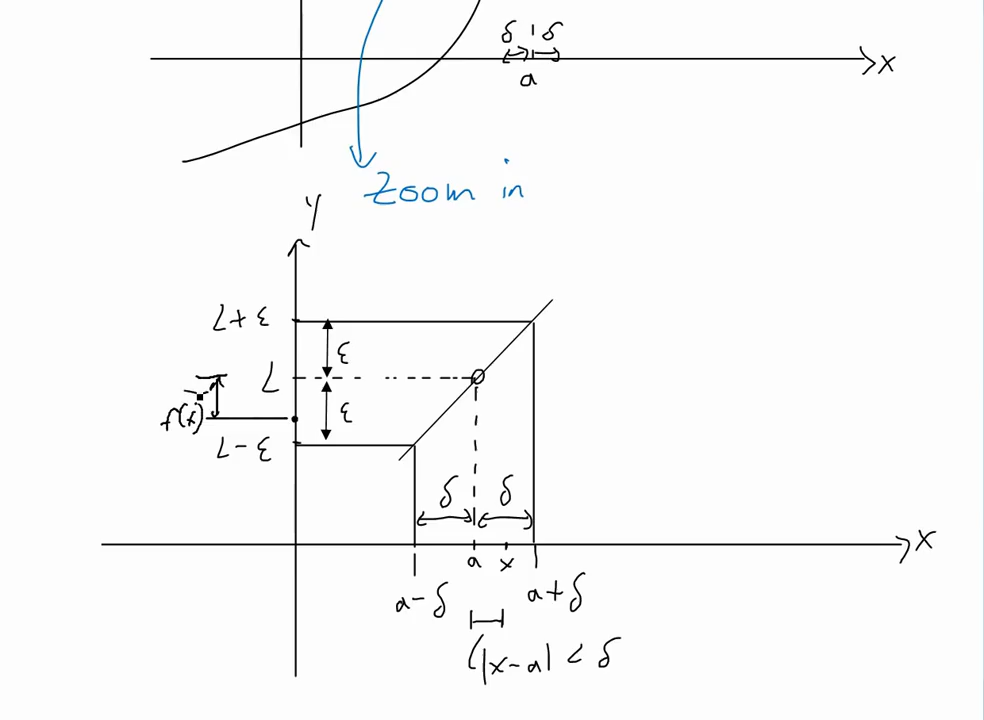 δ δ
x
a
Zoom in
y
L+ε
ε
L
f(x)
ε
L-ε
δ δ
a x
x
a-δ a+δ
(|x-a| < δ